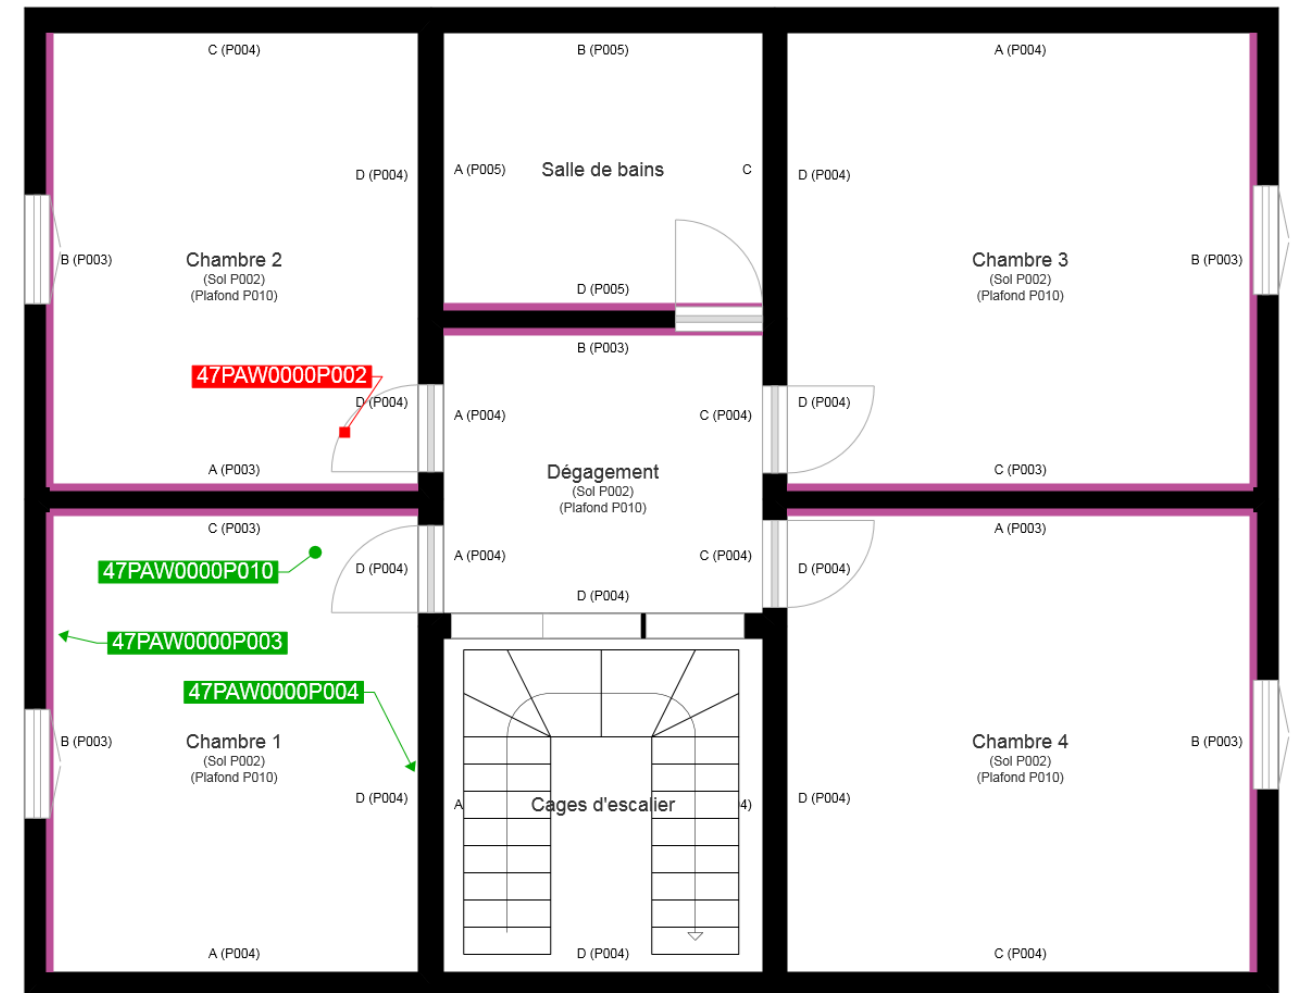 C (P004)
B (P005)
A (P004)
D (P004)
A (P005)
Salle de bains
C
D (P004)
B (P003)
Chambre 2
(Sol P002)
(Plafond P010)
D (P005)
Chambre 3
(Sol P002)
(Plafond P010)
B (P003)
B (P003)
47PAW0000P002
D (P004)
A (P004)
C (P004)
D (P004)
A (P003)
Dégagement
(Sol P002)
(Plafond P010)
C (P003)
C (P003)
A (P003)
47PAW0000P010
D (P004)
A (P004)
C (P004)
D (P004)
D (P004)
47PAW0000P003
47PAW0000P004
B (P003)
Chambre 1
(Sol P002)
(Plafond P010)
Chambre 4
(Sol P002)
(Plafond P010)
B (P003)
D (P004)
A
Cages d'escalier
4)
D (P004)
A (P004)
D (P004)
C (P004)